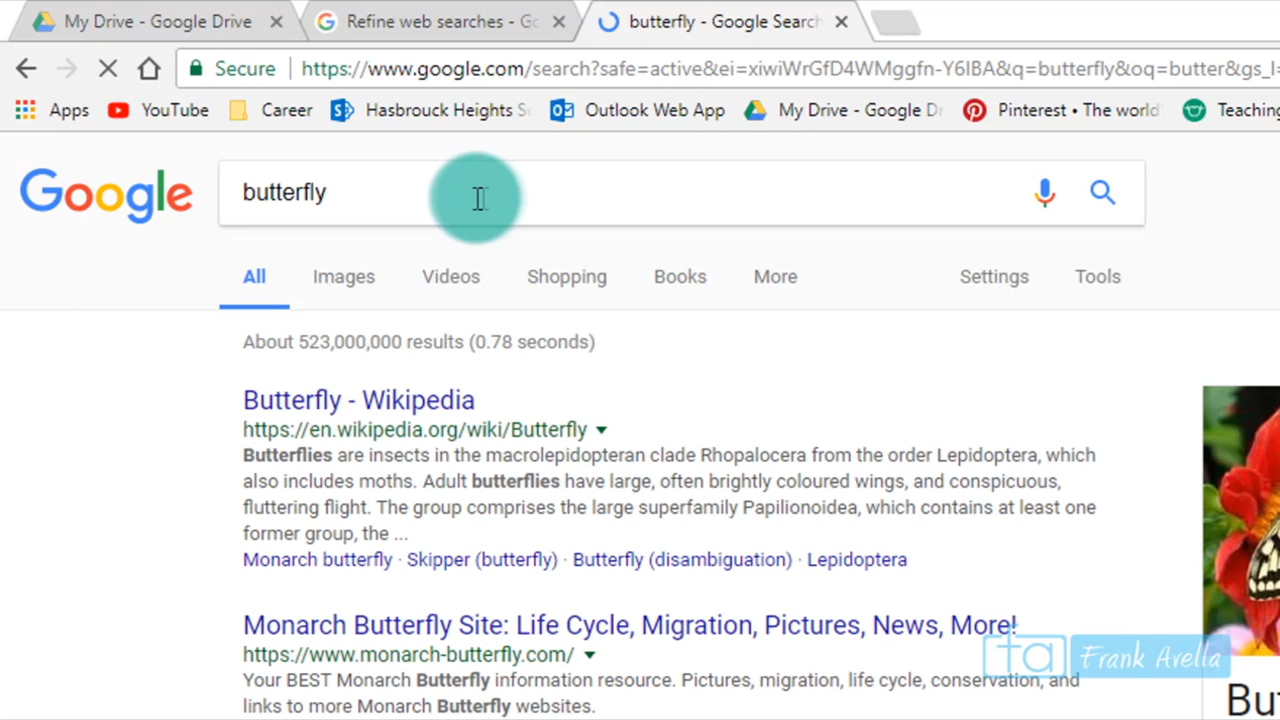 My Drive - Google Drive
Refine web searches - Go
butterfly - Google Search
Secure
https://www.google.com/search?safe=active&ei=xiwiWrGfD4WMggfn-Y6IBA&q=butterfly&oq=butter&gs_l=
Apps
YouTube
Career
Hasbrouck Heights Sc
Outlook Web App
My Drive - Google Dr
Pinterest • The world'
Teaching
Google
butterfly
All
Images
Videos
Shopping
Books
More
Settings
Tools
About 523,000,000 results (0.78 seconds)
Butterfly - Wikipedia
https://en.wikipedia.org/wiki/Butterfly
Butterflies are insects in the macrolepidopteran clade Rhopalocera from the order Lepidoptera, which
also includes moths. Adult butterflies have large, often brightly coloured wings, and conspicuous,
fluttering flight. The group comprises the large superfamily Papilionoidea, which contains at least one
former group, the ...
Monarch butterfly · Skipper (butterfly) · Butterfly (disambiguation) · Lepidoptera
Monarch Butterfly Site: Life Cycle, Migration, Pictures, News, More!
https://www.monarch-butterfly.com/
Your BEST Monarch Butterfly information resource. Pictures, migration, life cycle, conservation, and
links to more Monarch Butterfly websites.
ta Frank Avella
But